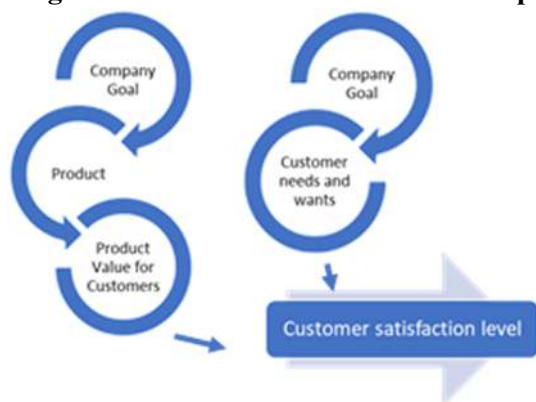 Company
Goal
Product
Product
Value for
Customers
Company
Goal
Customer
needs and
wants
Customer satisfaction level